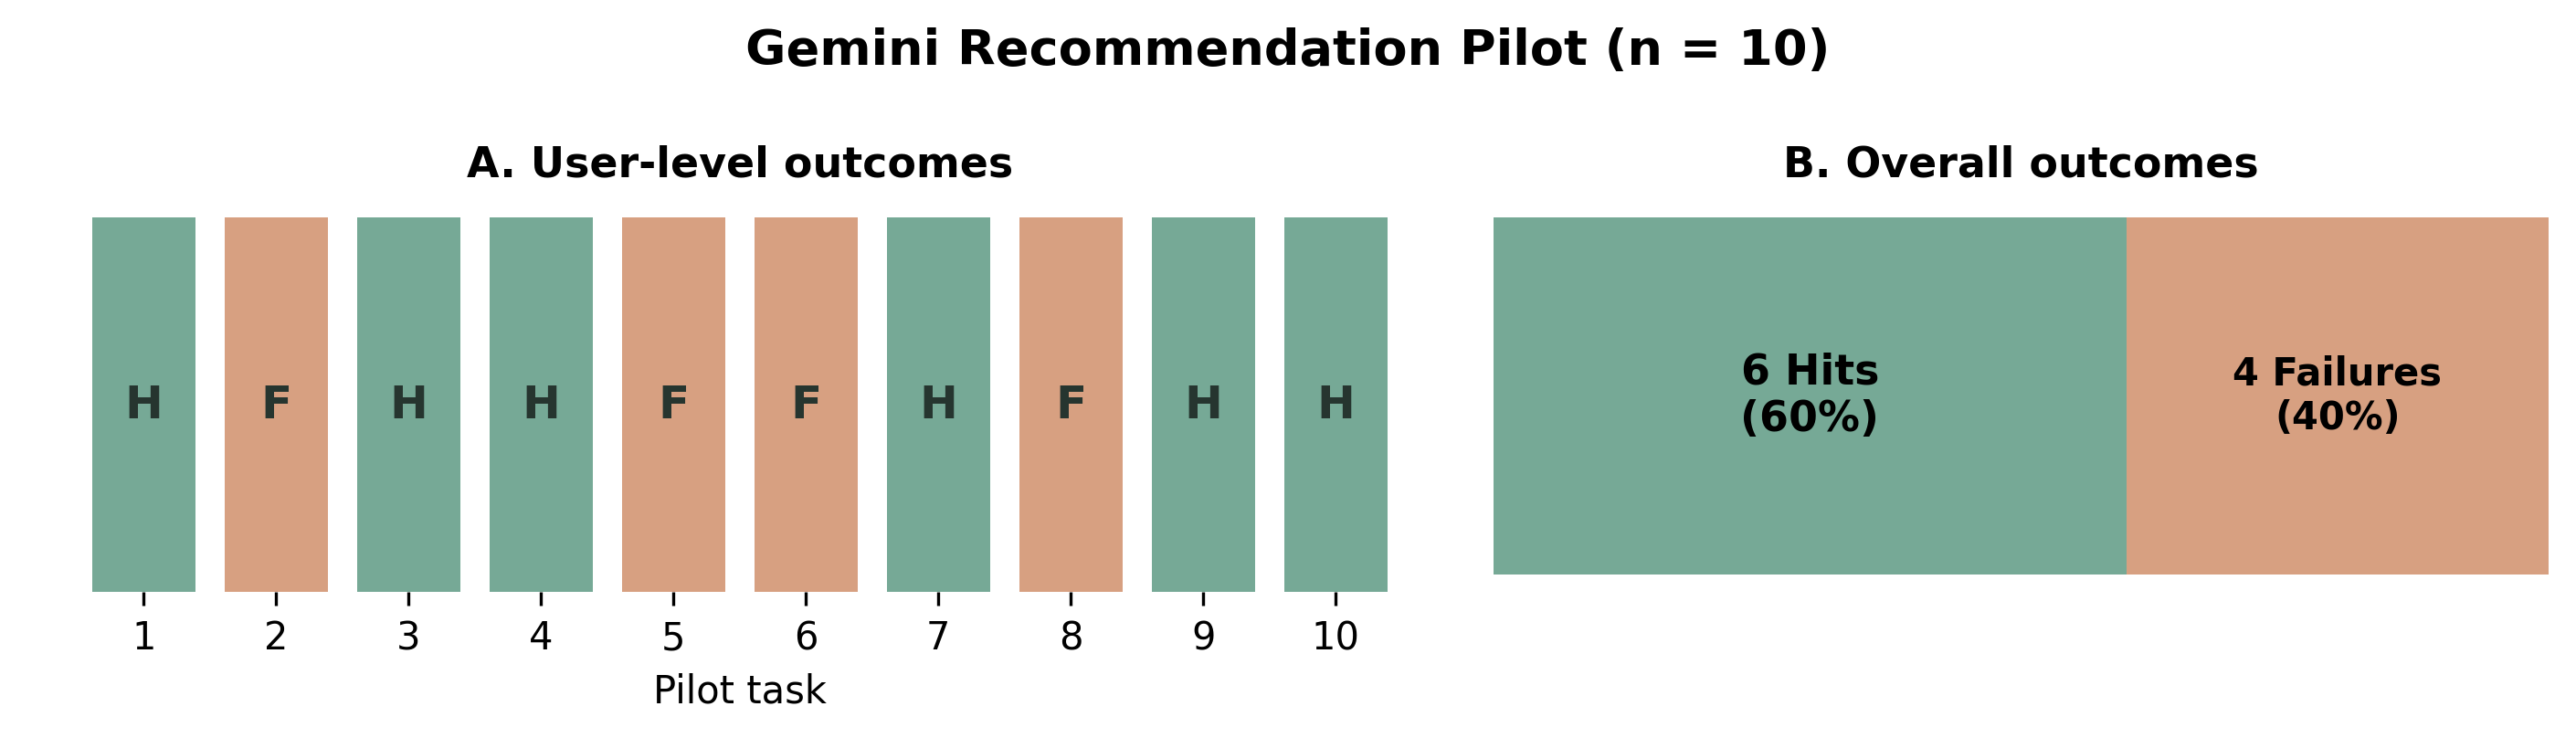 Gemini Recommendation Pilot (n = 10)
A. User-level outcomes
H F H H F F H F H H
1 2 3 4 5 6 7 8 9 10
Pilot task
B. Overall outcomes
6 Hits
(60%)
4 Failures
(40%)